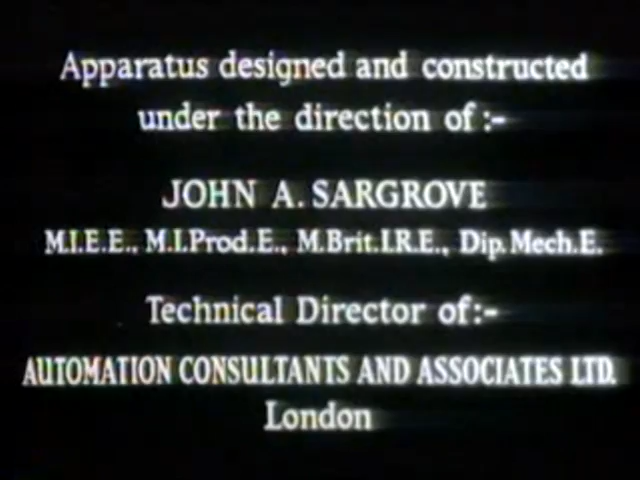 Apparatus designed and constructed
under the direction of :-
JOHN A. SARGROVE
M.I.E.E., M.I.Prod.E., M.Brit.I.R.E., Dip.Mech.E.
Technical Director of:-
AUTOMATION CONSULTANTS AND ASSOCIATES LTD.
London